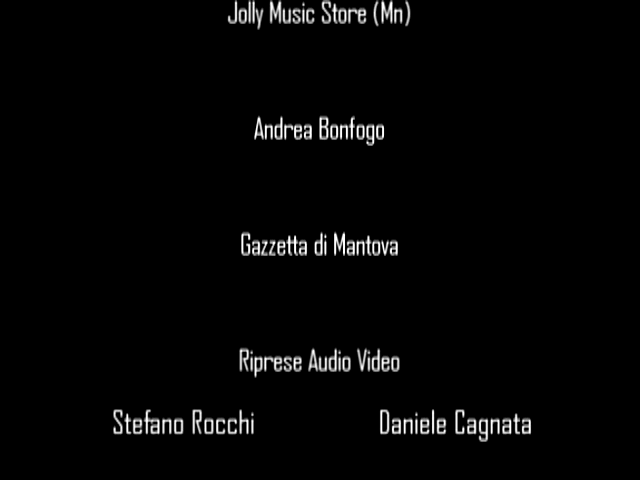 Jolly Music Store (Mn)
Andrea Bonfogo
Gazzetta di Mantova
Riprese Audio Video
Stefano Rocchi Daniele Cagnata